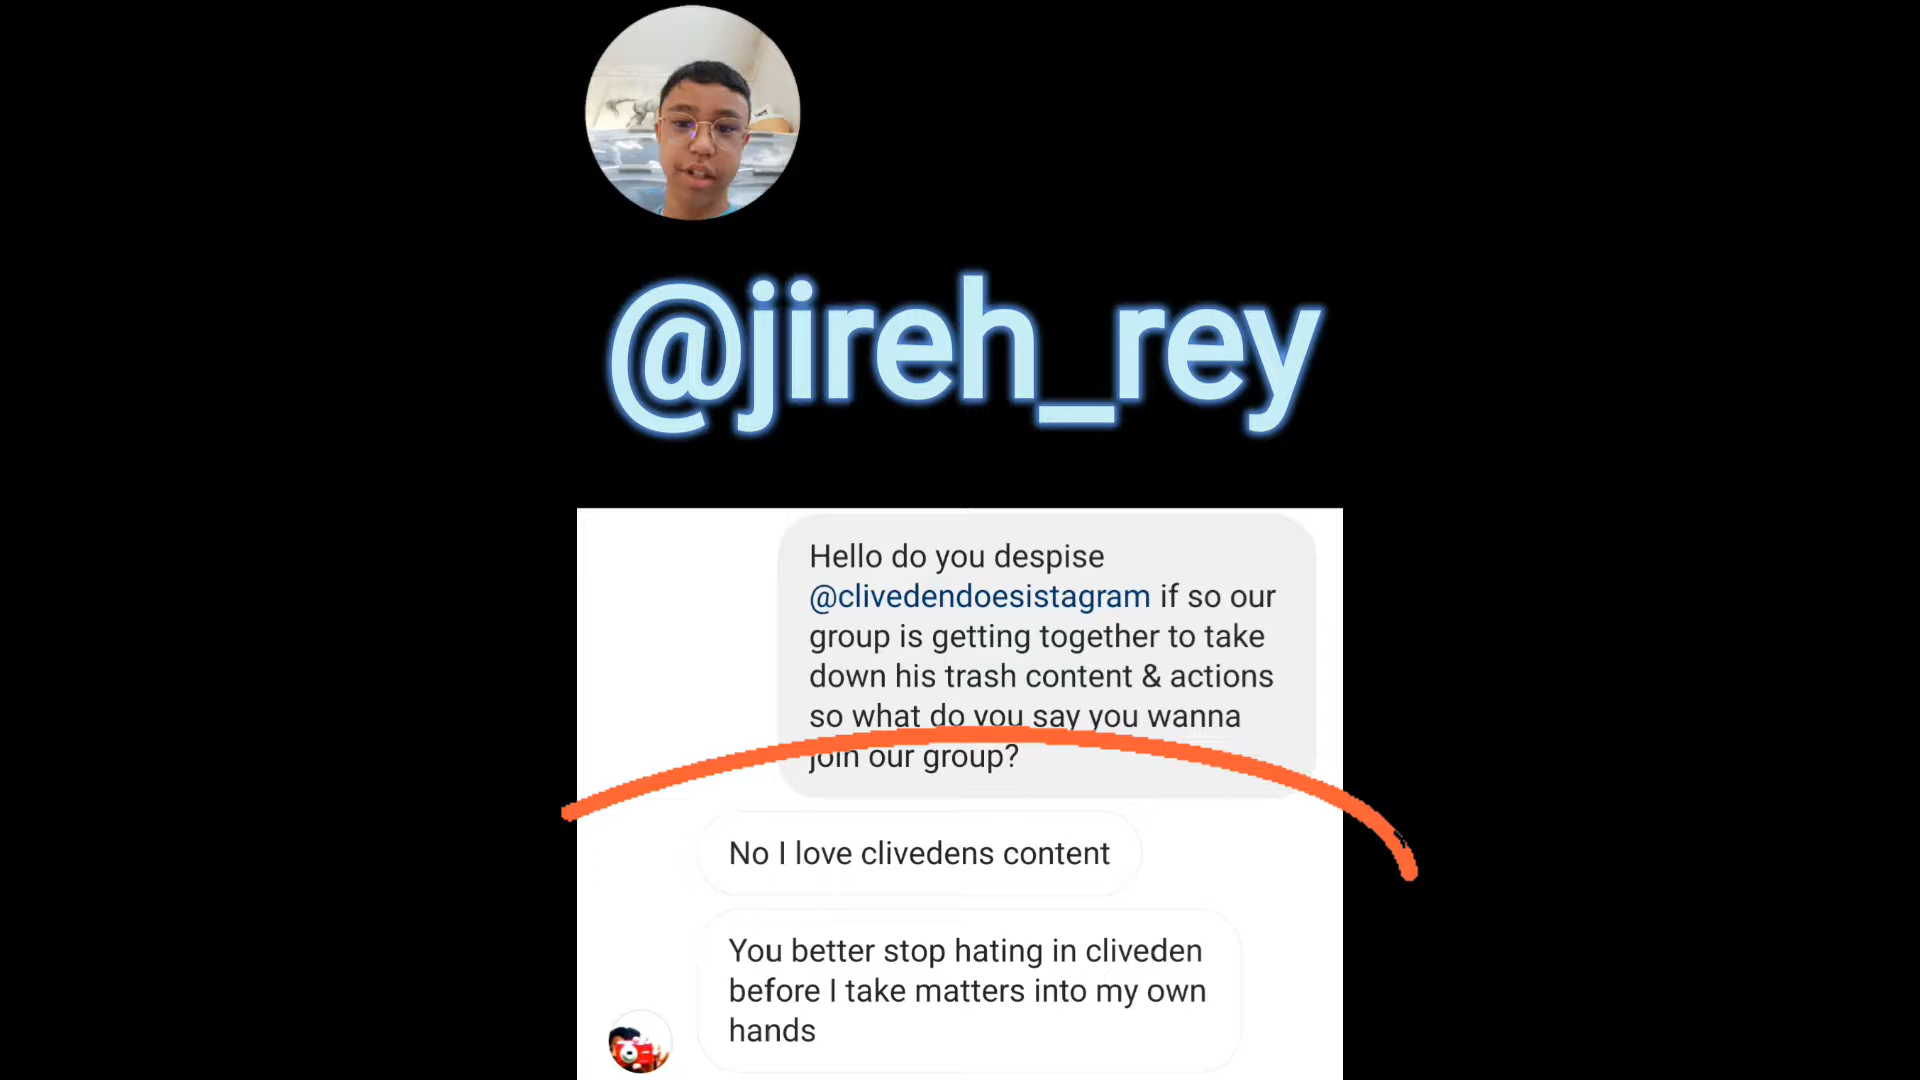 @jireh_rey
Hello do you despise
@clivedendoesistagram if so our
group is getting together to take
down his trash content & actions
so what do you say you wanna
join our group?
No I love clivedens content
You better stop hating in cliveden
before I take matters into my own
hands